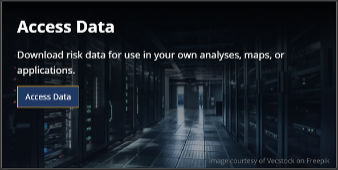 Access Data
Download risk data for use in your own analyses, maps, or
applications.
Access Data
Image courtesy of Vecstock on Freepik